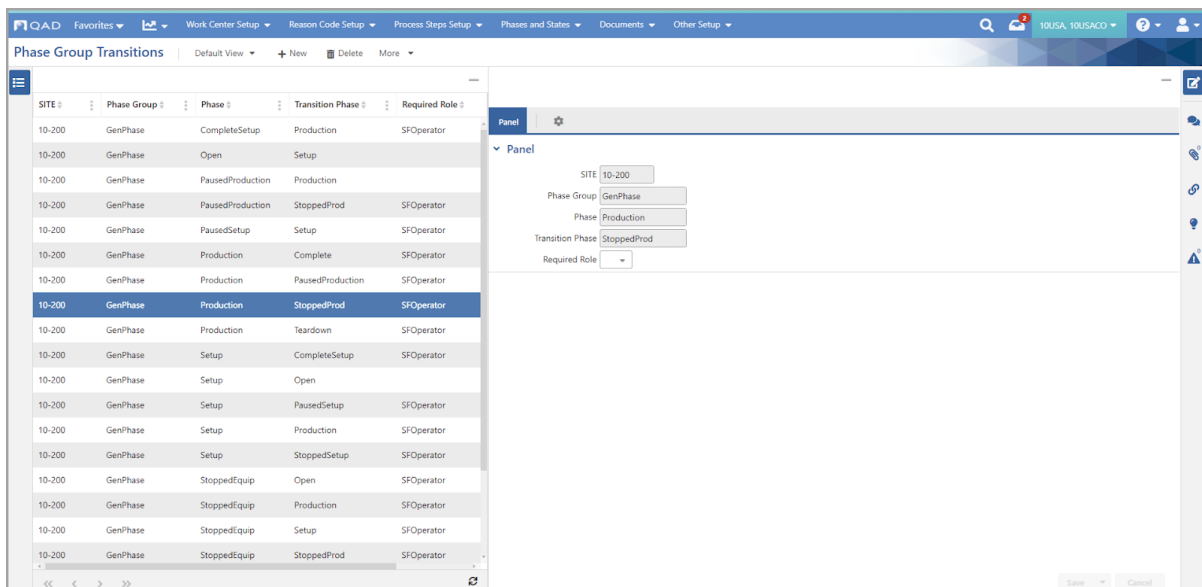 QAD Favorites Work Center Setup Reason Code Setup Process Steps Setup Phases and States Documents Other Setup 2 10USA, 10USACO ?
Phase Group Transitions Default View + New Delete More
SITE Phase Group Phase Transition Phase Required Role
10-200 GenPhase CompleteSetup Production SFOperator
10-200 GenPhase Open Setup
10-200 GenPhase PausedProduction Production
10-200 GenPhase PausedProduction StoppedProd SFOperator
10-200 GenPhase PausedSetup Setup SFOperator
10-200 GenPhase Production Complete SFOperator
10-200 GenPhase Production PausedProduction SFOperator
10-200 GenPhase Production StoppedProd SFOperator
10-200 GenPhase Production Teardown SFOperator
10-200 GenPhase Setup CompleteSetup SFOperator
10-200 GenPhase Setup Open
10-200 GenPhase Setup PausedSetup SFOperator
10-200 GenPhase Setup Production SFOperator
10-200 GenPhase Setup StoppedSetup SFOperator
10-200 GenPhase StoppedEquip Open SFOperator
10-200 GenPhase StoppedEquip Production SFOperator
10-200 GenPhase StoppedEquip Setup SFOperator
10-200 GenPhase StoppedEquip StoppedProd SFOperator
Panel
Panel
SITE 10-200
Phase Group GenPhase
Phase Production
Transition Phase StoppedProd
Required Role
0
0
Save Cancel